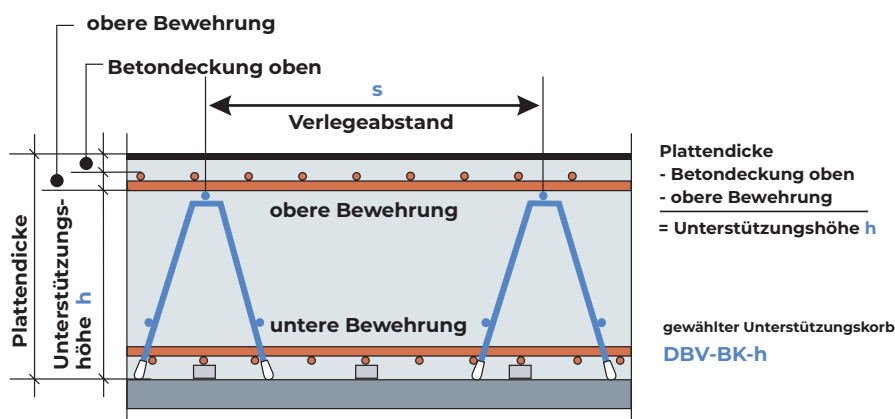 obere Bewehrung
Betondeckung oben
s
Verlegeabstand
Plattendicke
- Betondeckung oben
- obere Bewehrung
= Unterstützungshöhe h
obere Bewehrung
Plattendicke
Unterstützungs-
höhe h
untere Bewehrung
gewählter Unterstützungskorb
DBV-BK-h